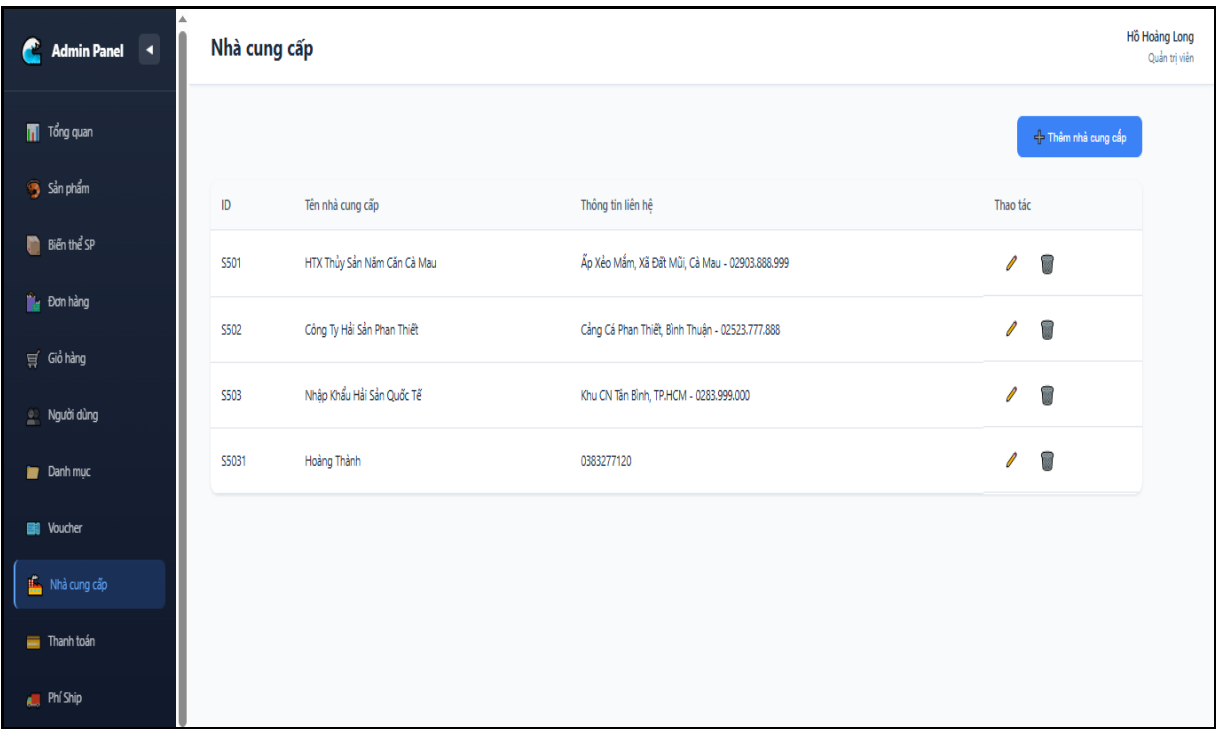 Admin Panel
Nhà cung cấp
Hồ Hoàng Long
Quản trị viên
Tổng quan
Sản phẩm
Biến thể SP
Đơn hàng
Giỏ hàng
Người dùng
Danh mục
Voucher
Nhà cung cấp
Thanh toán
Phí Ship
Thêm nhà cung cấp
ID Tên nhà cung cấp Thông tin liên hệ Thao tác
S501 HTX Thủy Sản Năm Căn Cà Mau Ấp Xẻo Mắm, Xã Đất Mũi, Cà Mau - 02903.888.999
S502 Công Ty Hải Sản Phan Thiết Cảng Cá Phan Thiết, Bình Thuận - 02523.777.888
S503 Nhập Khẩu Hải Sản Quốc Tế Khu CN Tân Bình, TP.HCM - 0283.999.000
S5031 Hoàng Thành 0383277120